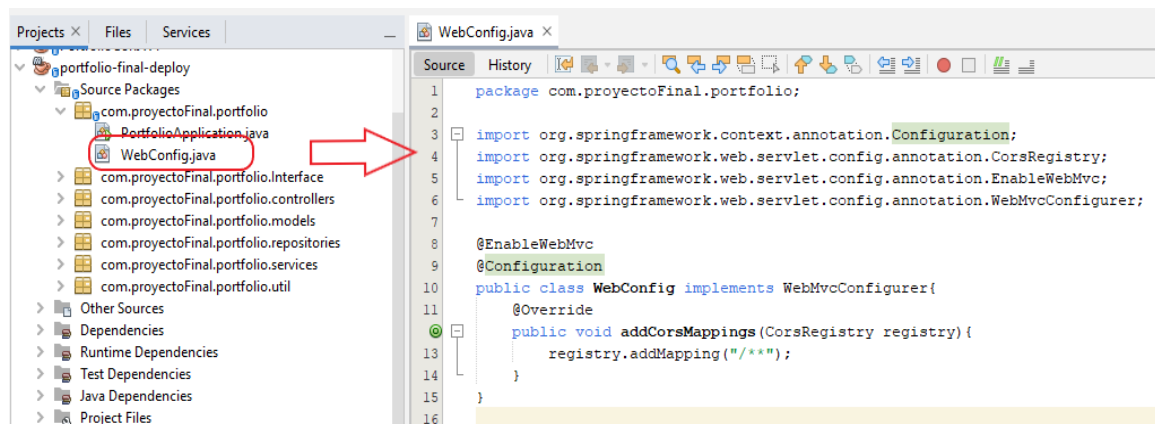 Projects × Files Services
portfolio-final-deploy
Source Packages
com.proyectoFinal.portfolio
PortfolioApplication.java
WebConfig.java
com.proyectoFinal.portfolio.Interface
com.proyectoFinal.portfolio.controllers
com.proyectoFinal.portfolio.models
com.proyectoFinal.portfolio.repositories
com.proyectoFinal.portfolio.services
com.proyectoFinal.portfolio.util
Other Sources
Dependencies
Runtime Dependencies
Test Dependencies
Java Dependencies
Project Files
WebConfig.java ×
Source History
1 package com.proyectoFinal.portfolio;
2
3 import org.springframework.context.annotation.Configuration;
4 import org.springframework.web.servlet.config.annotation.CorsRegistry;
5 import org.springframework.web.servlet.config.annotation.EnableWebMvc;
6 import org.springframework.web.servlet.config.annotation.WebMvcConfigurer;
7
8 @EnableWebMvc
9 @Configuration
10 public class WebConfig implements WebMvcConfigurer{
11 @Override
public void addCorsMappings(CorsRegistry registry){
13 registry.addMapping("/**");
14 }
15 }
16